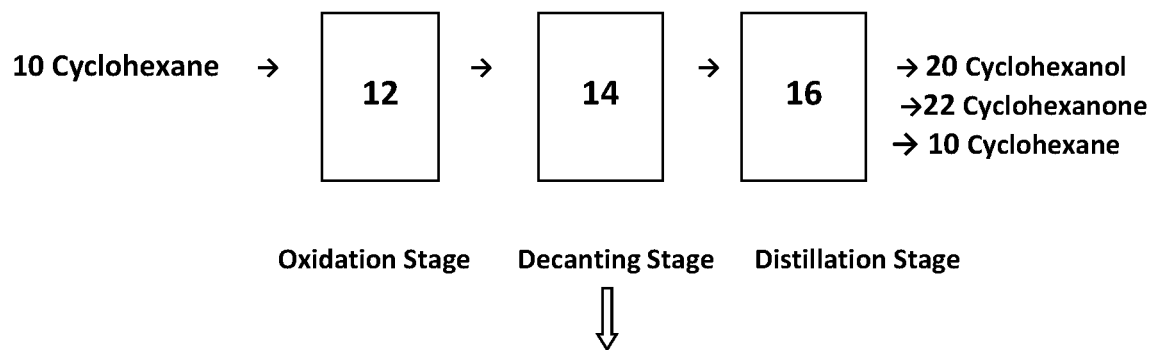 10 Cyclohexane → 12 → 14 → 16 → 20 Cyclohexanol
→22 Cyclohexanone
→ 10 Cyclohexane
Oxidation Stage Decanting Stage Distillation Stage